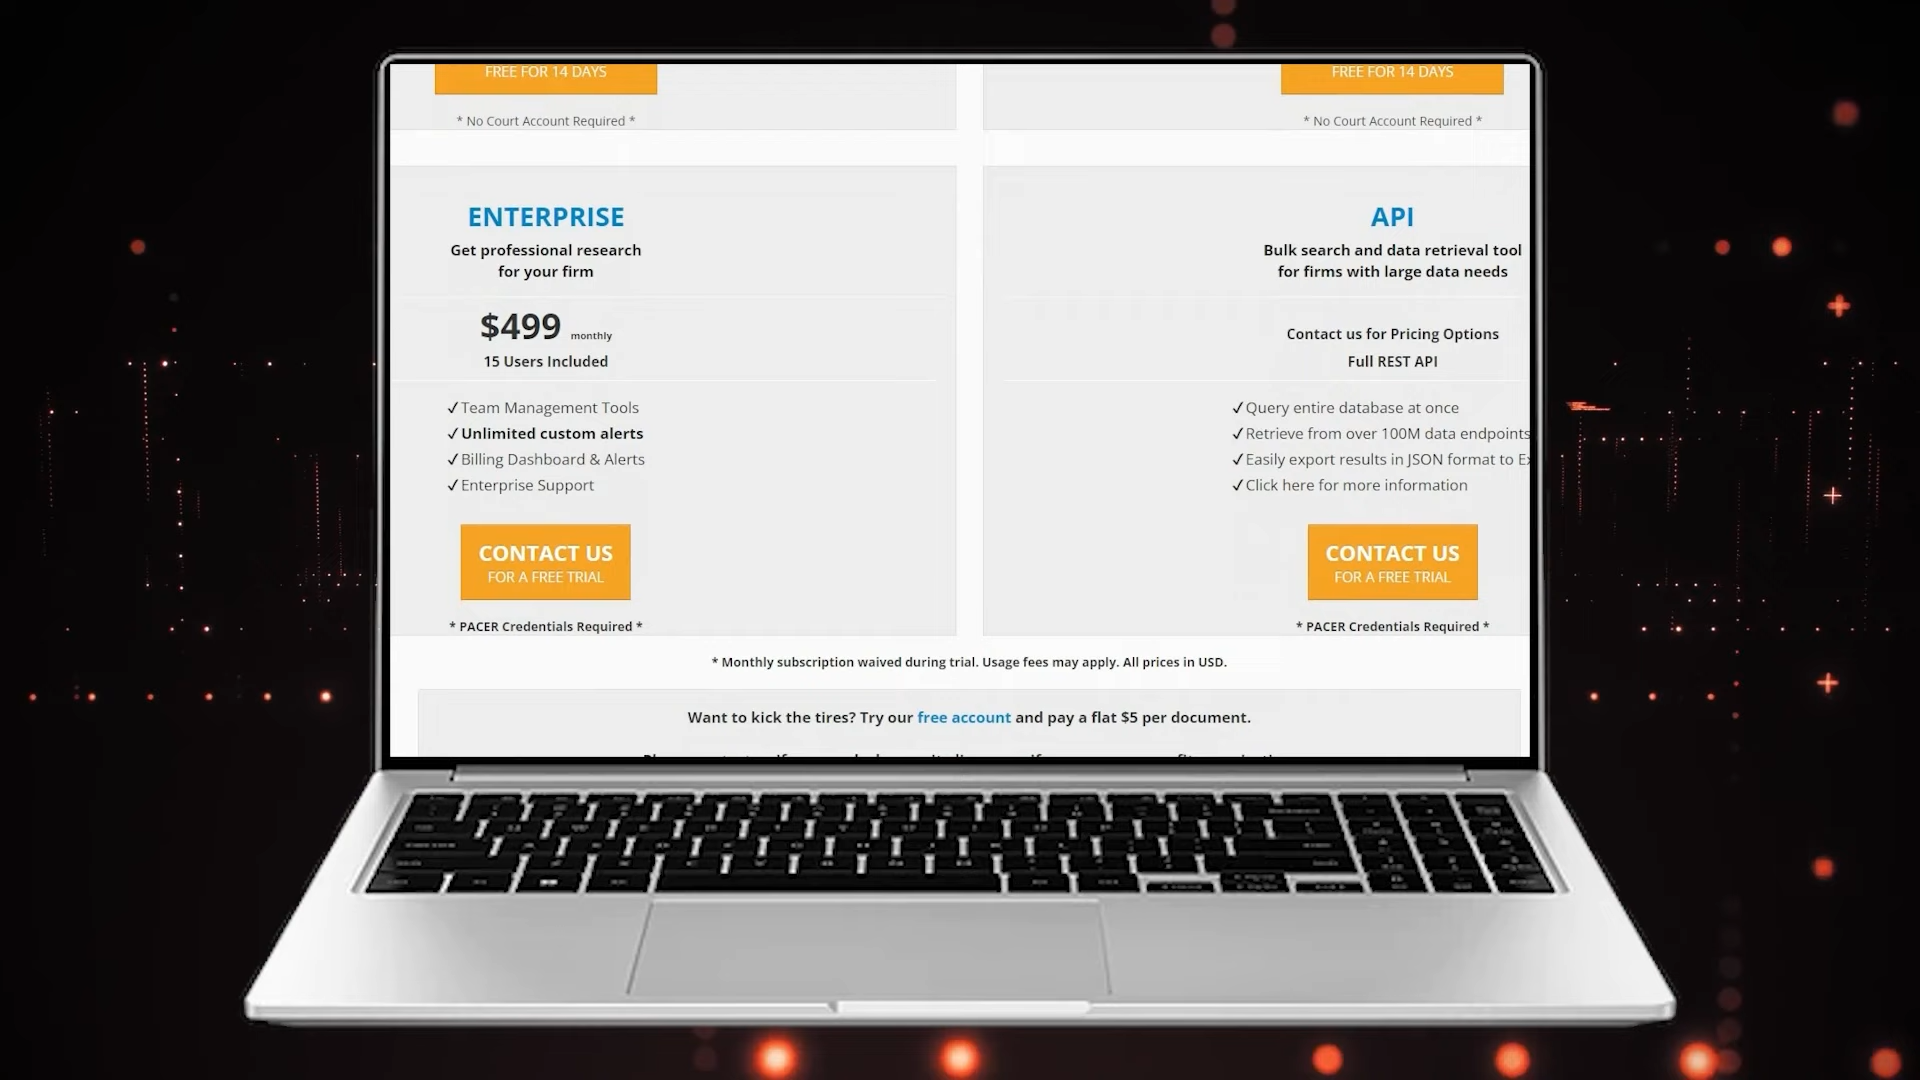 FREE FOR 14 DAYS
* No Court Account Required *
FREE FOR 14 DAYS
* No Court Account Required *
ENTERPRISE
Get professional research
for your firm
$499 monthly
15 Users Included
✓Team Management Tools
✓Unlimited custom alerts
✓Billing Dashboard & Alerts
✓Enterprise Support
CONTACT US
FOR A FREE TRIAL
* PACER Credentials Required *
API
Bulk search and data retrieval tool
for firms with large data needs
Contact us for Pricing Options
Full REST API
✓Query entire database at once
✓Retrieve from over 100M data endpoints
✓Easily export results in JSON format to
✓Click here for more information
CONTACT US
FOR A FREE TRIAL
* PACER Credentials Required *
* Monthly subscription waived during trial. Usage fees may apply. All prices in USD.
Want to kick the tires? Try our free account and pay a flat $5 per document.